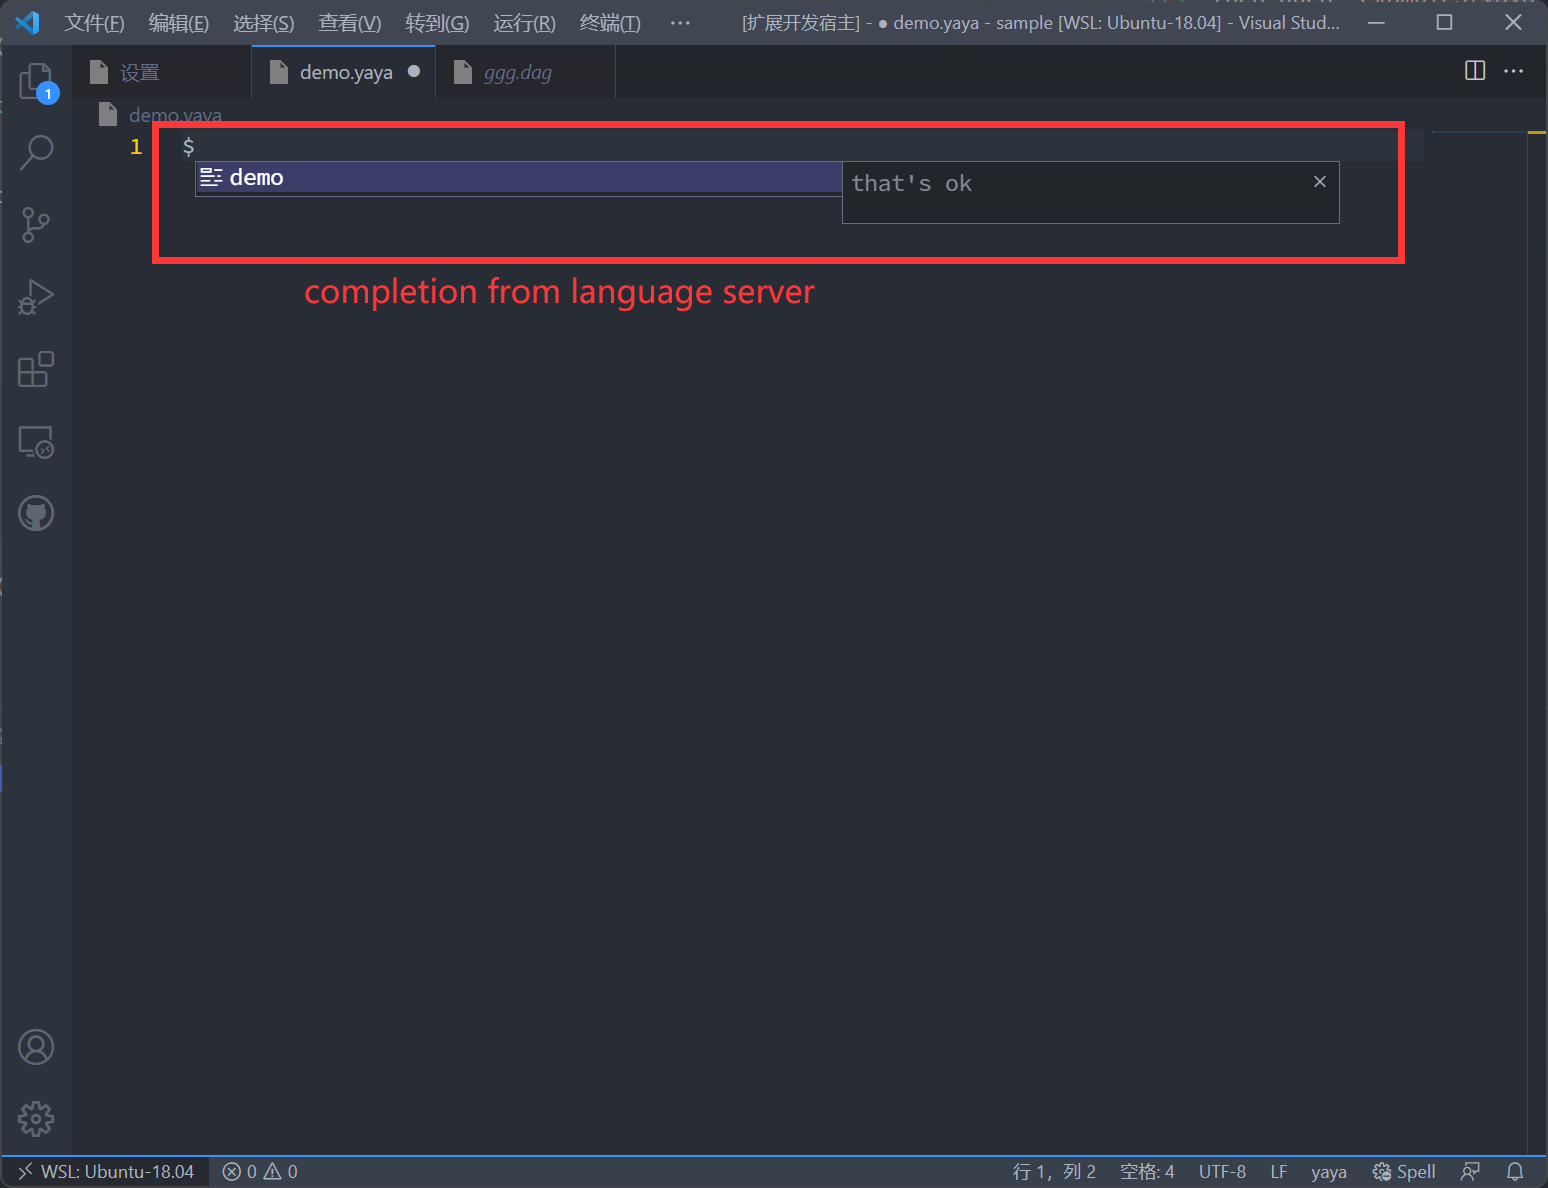 文件(F) 编辑(E) 选择(S) 查看(V) 转到(G) 运行(R) 终端(T) ··· [扩展开发宿主] - ● demo.yaya - sample [WSL: Ubuntu-18.04] - Visual Stud...
设置 demo.yaya ● ggg.dag
1
demo.yaya
1 $
demo that's ok
completion from language server
WSL: Ubuntu-18.04 0 0 行 1，列 2 空格: 4 UTF-8 LF yaya Spell